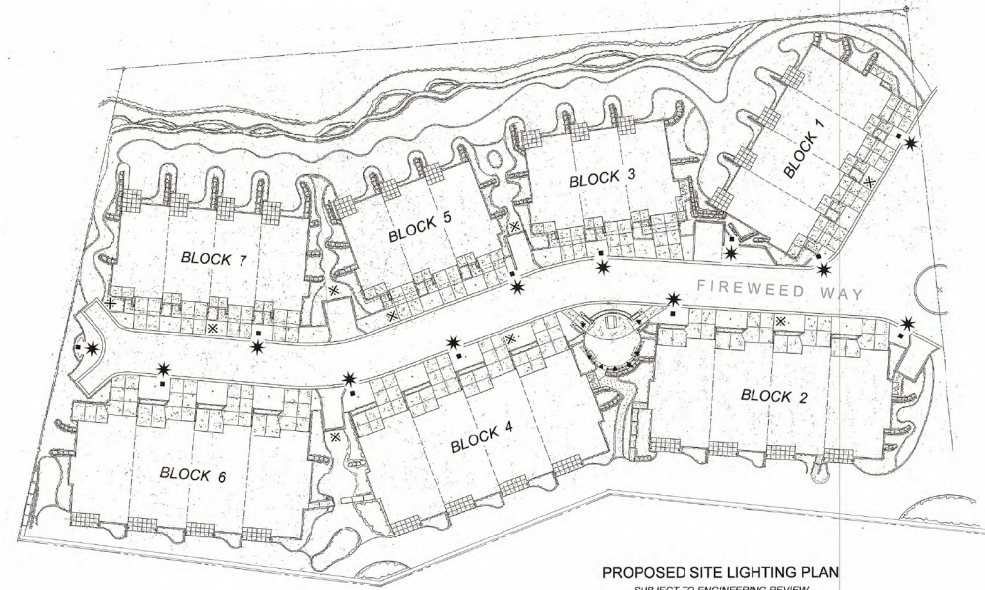 BLOCK 1
BLOCK 3
BLOCK 5
BLOCK 7
FIREWEED WAY
BLOCK 2
BLOCK 4
BLOCK 6
PROPOSED SITE LIGHTING PLAN
SUBJECT TO ENGINEERING REVIEW